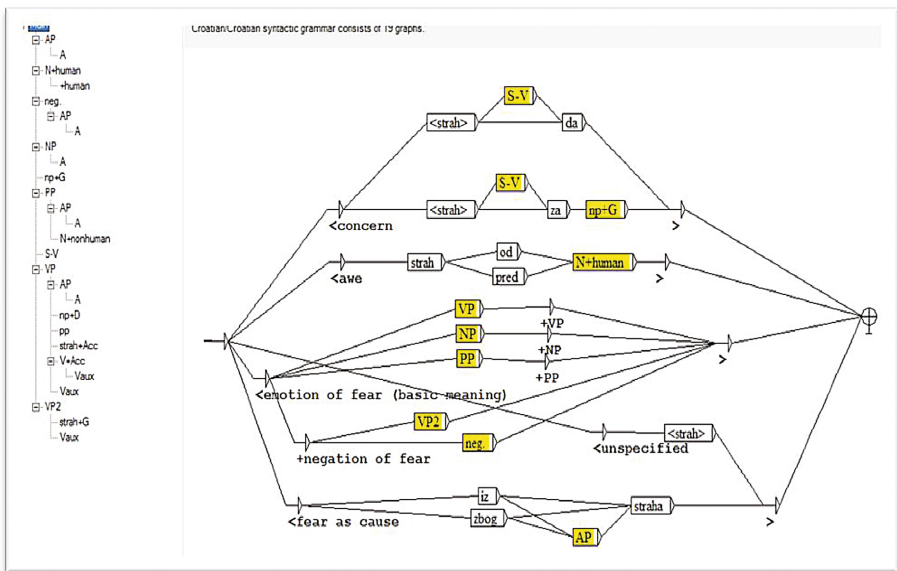 Croatian/Croatian syntactic grammar consists of 19 graphs.
AP
A
N+human
+human
neg.
AP
A
NP
A
np+G
PP
AP
A
N+nonhuman
S-V
VP
AP
A
np+D
pp
strah+Acc
V+Acc
Vaux
Vaux
VP2
strah+G
Vaux
S-V
<strah>
da
S-V
<strah>
za
np+G
<concern
>
strah
od
pred
N+human
<awe
>
VP
+VP
NP
+NP
PP
+PP
>
<emotion of fear (basic meaning)
VP2
neg.
+negation of fear
<strah>
<unspecified
iz
zbog
AP
straha
<fear as cause
>